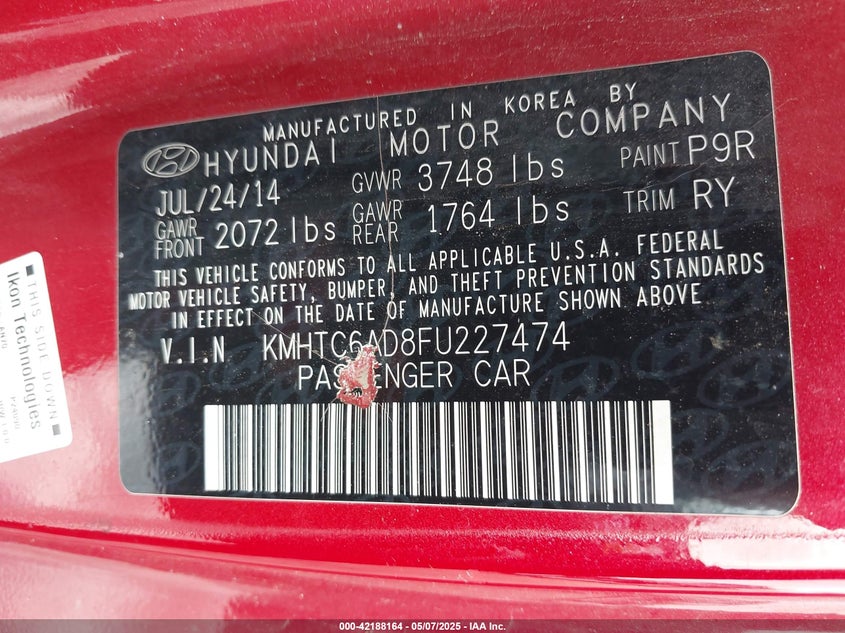 MANUFACTURED IN KOREA BY
HYUNDAI MOTOR COMPANY
JUL/24/14 GVWR 3748 lbs PAINT P9R
GAWR FRONT 2072 lbs GAWR REAR 1764 lbs TRIM RY
THIS VEHICLE CONFORMS TO ALL APPLICABLE U.S.A. FEDERAL
MOTOR VEHICLE SAFETY, BUMPER, AND THEFT PREVENTION STANDARDS
IN EFFECT ON THE DATE OF MANUFACTURE SHOWN ABOVE
V.I.N KMHTC6AD8FU227474
PASSENGER CAR
THIS SIDE DOWN
Ikon Technologies
000-42188164 - 05/07/2025 - IAA Inc.